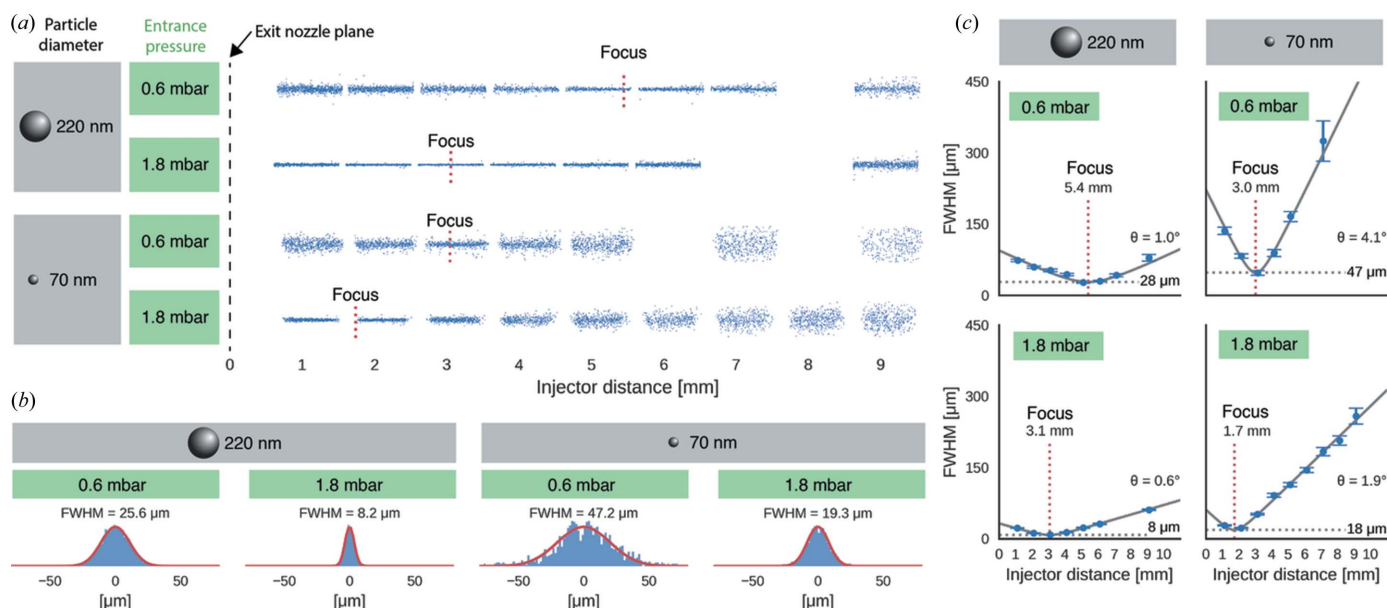 (a)
Particle
diameter
Entrance
pressure
Exit nozzle plane
220 nm
0.6 mbar
Focus
1.8 mbar
Focus
70 nm
0.6 mbar
Focus
1.8 mbar
Focus
0 1 2 3 4 5 6 7 8 9
Injector distance [mm]
(b)
220 nm
70 nm
0.6 mbar
1.8 mbar
0.6 mbar
1.8 mbar
FWHM = 25.6 µm
FWHM = 8.2 µm
FWHM = 47.2 µm
FWHM = 19.3 µm
−50 0 50
−50 0 50
−50 0 50
−50 0 50
[µm]
[µm]
[µm]
[µm]
(c)
220 nm
70 nm
450
300
150
0
FWHM [µm]
0.6 mbar
Focus
5.4 mm
θ = 1.0°
28 µm
0.6 mbar
Focus
3.0 mm
θ = 4.1°
47 µm
450
300
150
0
FWHM [µm]
1.8 mbar
Focus
3.1 mm
θ = 0.6°
8 µm
1.8 mbar
Focus
1.7 mm
θ = 1.9°
18 µm
0 1 2 3 4 5 6 7 8 9 10
0 1 2 3 4 5 6 7 8 9 10
Injector distance [mm]
Injector distance [mm]